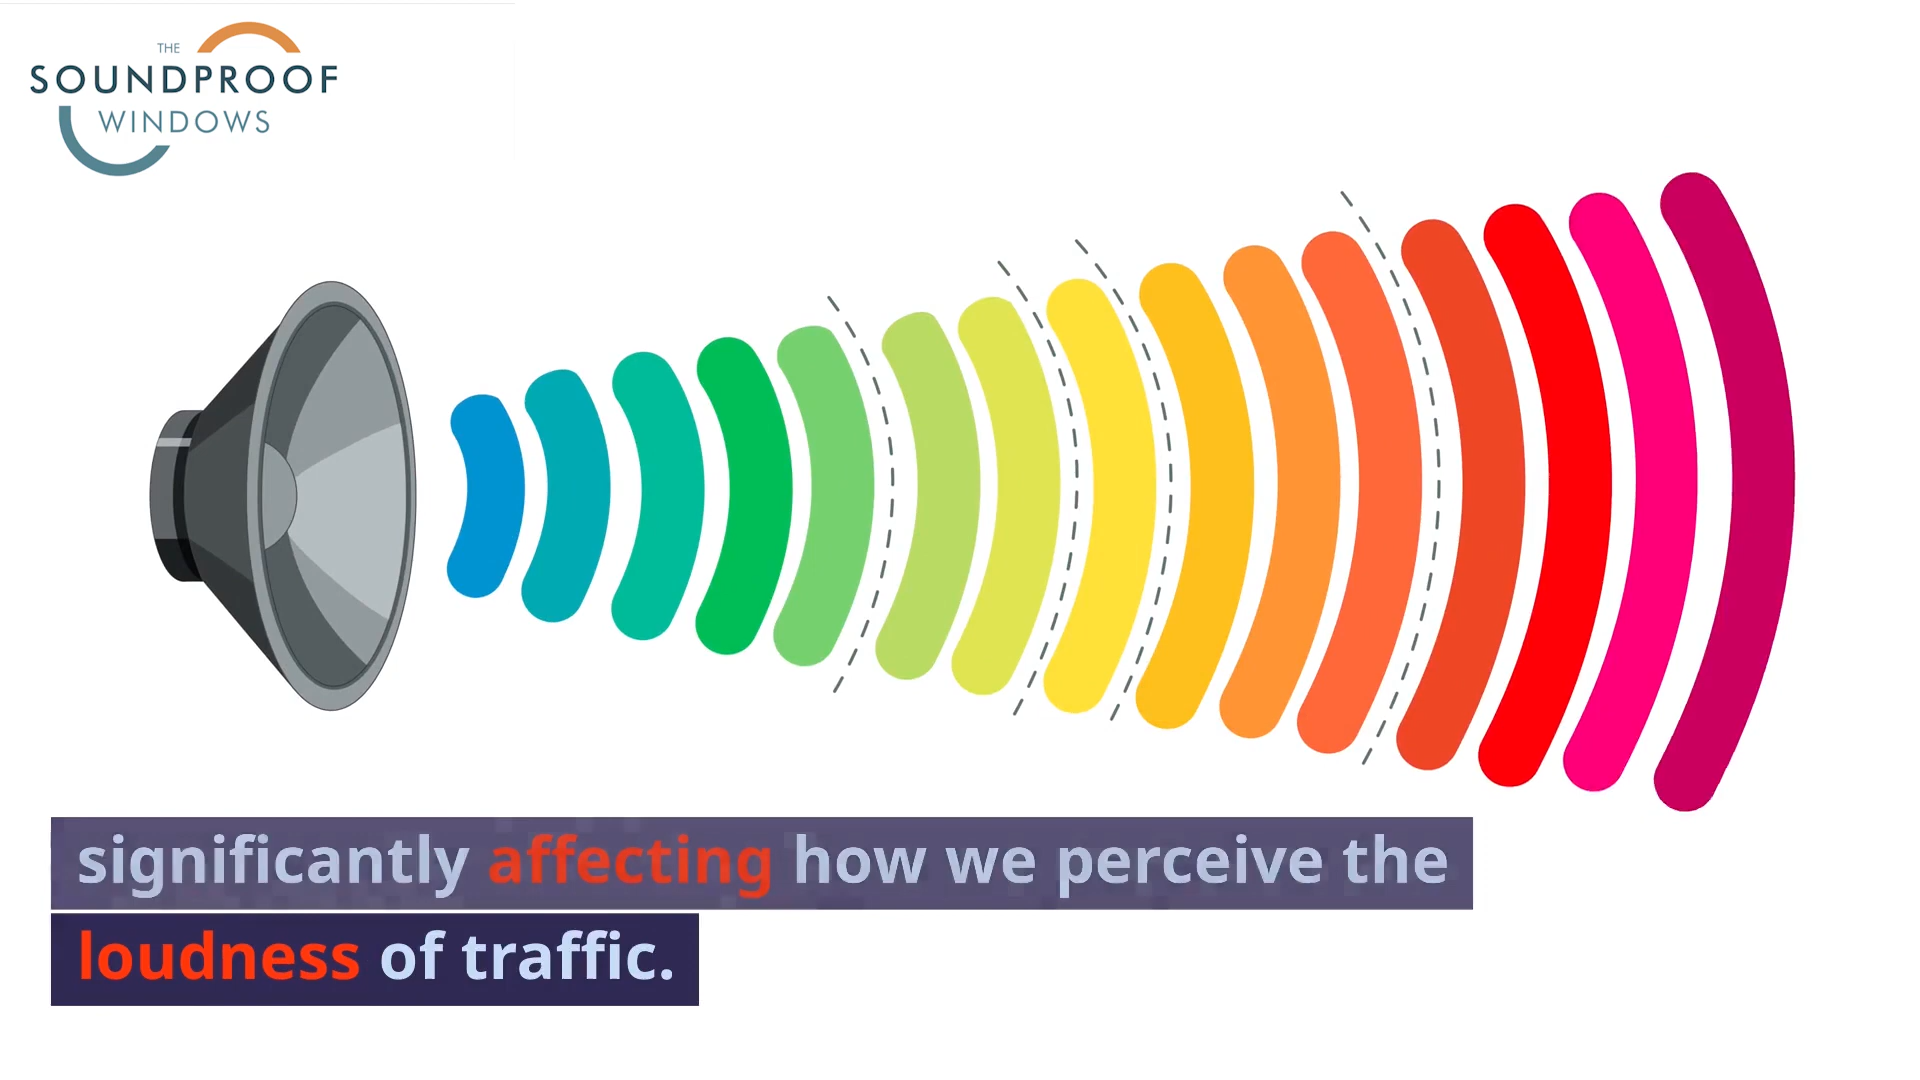 THE
SOUNDPROOF
WINDOWS
significantly affecting how we perceive the
loudness of traffic.